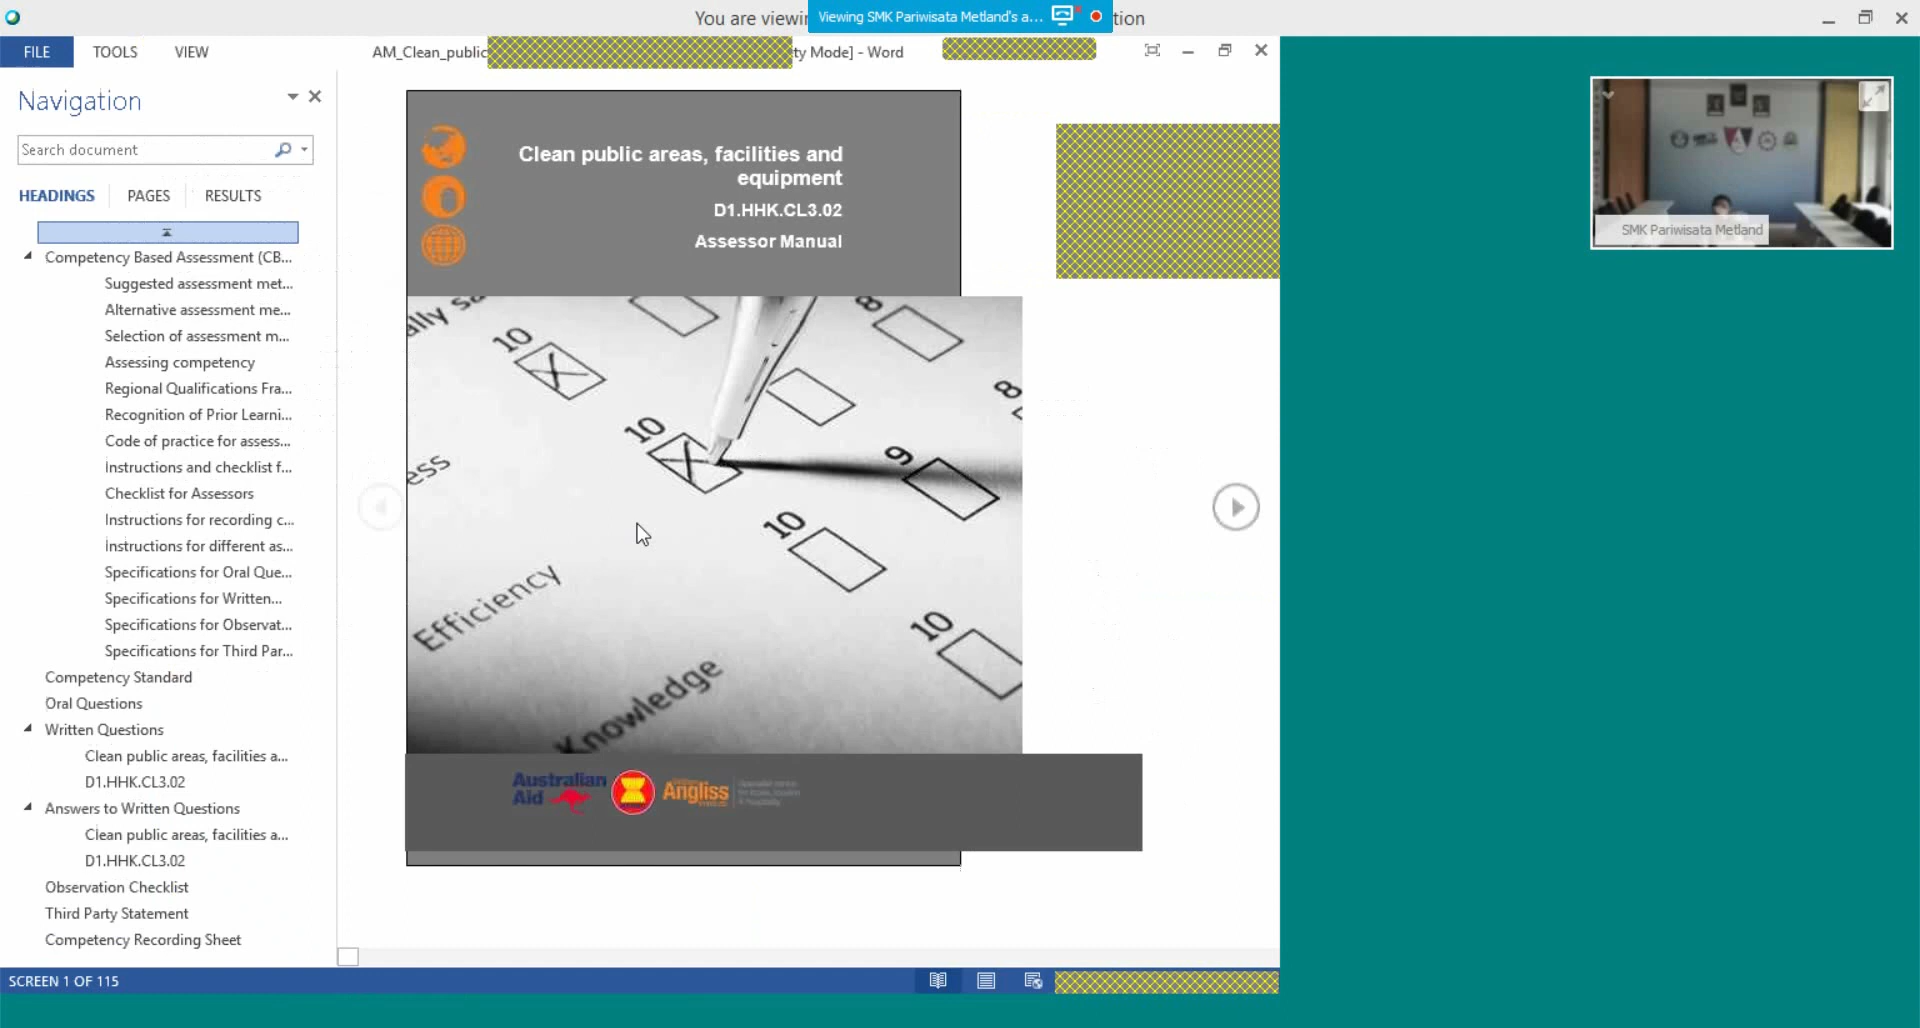 You are viewin
Viewing SMK Pariwisata Metland's a...
tion
FILE
TOOLS
VIEW
AM_Clean_public
ty Mode] - Word
Navigation
Search document
HEADINGS
PAGES
RESULTS
Competency Based Assessment (CB...
Suggested assessment met...
Alternative assessment me...
Selection of assessment m...
Assessing competency
Regional Qualifications Fra...
Recognition of Prior Learni...
Code of practice for assess...
Instructions and checklist f...
Checklist for Assessors
Instructions for recording c...
Instructions for different as...
Specifications for Oral Que...
Specifications for Written...
Specifications for Observat...
Specifications for Third Par...
Competency Standard
Oral Questions
Written Questions
Clean public areas, facilities a...
D1.HHK.CL3.02
Answers to Written Questions
Clean public areas, facilities a...
D1.HHK.CL3.02
Observation Checklist
Third Party Statement
Competency Recording Sheet
Clean public areas, facilities and
equipment
D1.HHK.CL3.02
Assessor Manual
ally sa
10
8
8
10
9
ess
10
Efficiency
10
Knowledge
Australian
Aid
Angliss
SMK Pariwisata Metland
SCREEN 1 OF 115